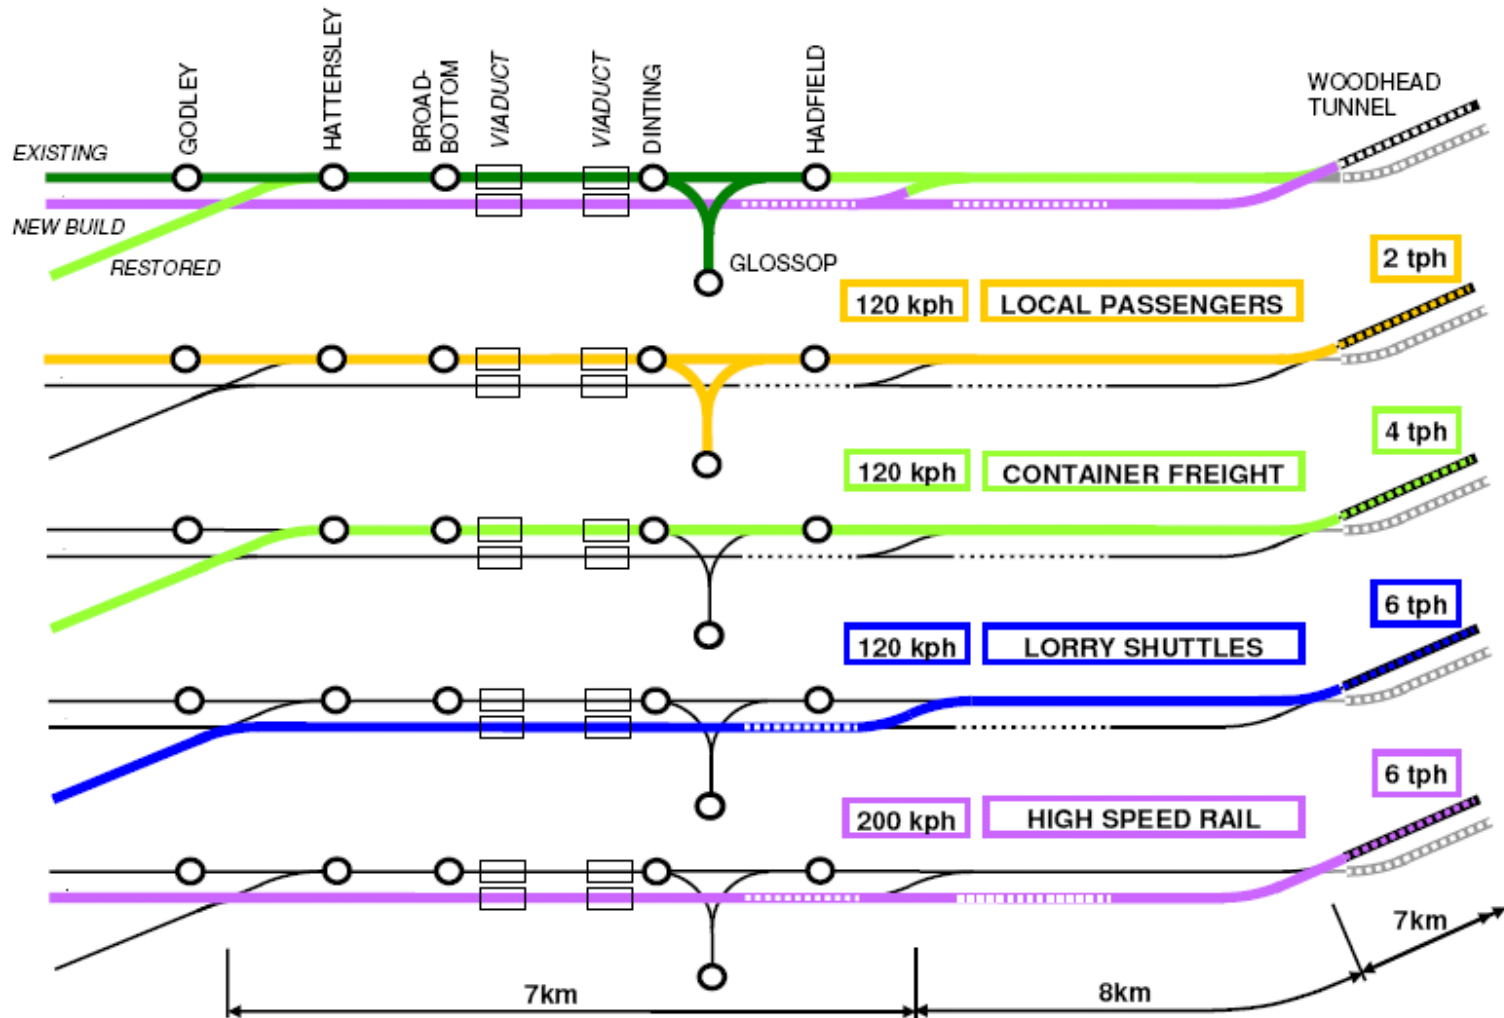 GODLEY
HATTERSLEY
BROAD-
BOTTOM
VIADUCT
VIADUCT
DINTING
HADFIELD
WOODHEAD
TUNNEL
EXISTING
NEW BUILD
RESTORED
GLOSSOP
2 tph
120 kph
LOCAL PASSENGERS
4 tph
120 kph
CONTAINER FREIGHT
6 tph
120 kph
LORRY SHUTTLES
6 tph
200 kph
HIGH SPEED RAIL
7km
8km
7km